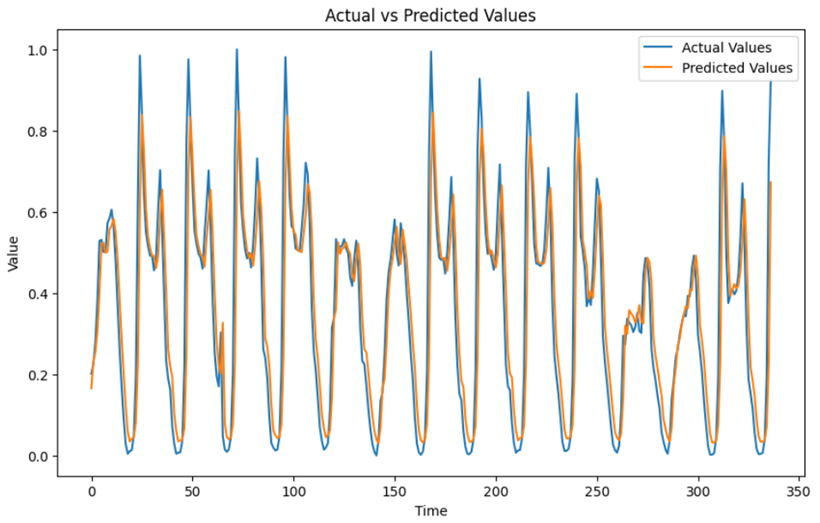 Actual vs Predicted Values
Actual Values
Predicted Values
Value
1.0
0.8
0.6
0.4
0.2
0.0
0 50 100 150 200 250 300 350
Time